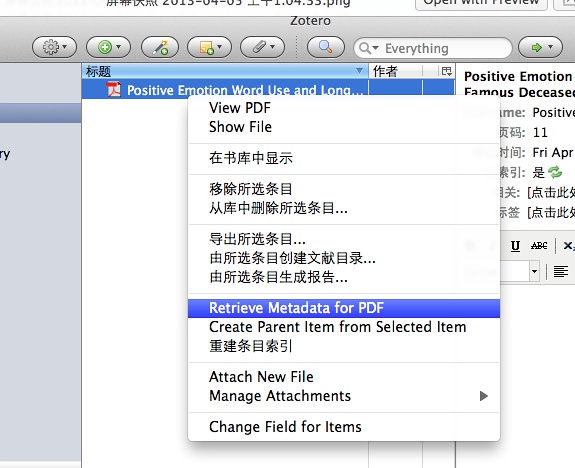 屏幕快照 2013-04-05 上午1.04.33.png
Open with Preview
Zotero
Everything
标题
作者
Positive Emotion Word Use and Long...
Positive Emotion
Famous Deceased
name: Positive
页码: 11
时间: Fri Apr
索引: 是
相关: [点击此处
标签 [点击此处
ry
View PDF
Show File
在书库中显示
移除所选条目
从库中删除所选条目...
导出所选条目...
由所选条目创建文献目录...
由所选条目生成报告...
Retrieve Metadata for PDF
Create Parent Item from Selected Item
重建条目索引
Attach New File
Manage Attachments
Change Field for Items
U ABC X₂